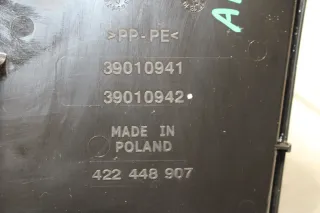 >PP-PE<
39010941
39010942
MADE IN
POLAND
422 448 907